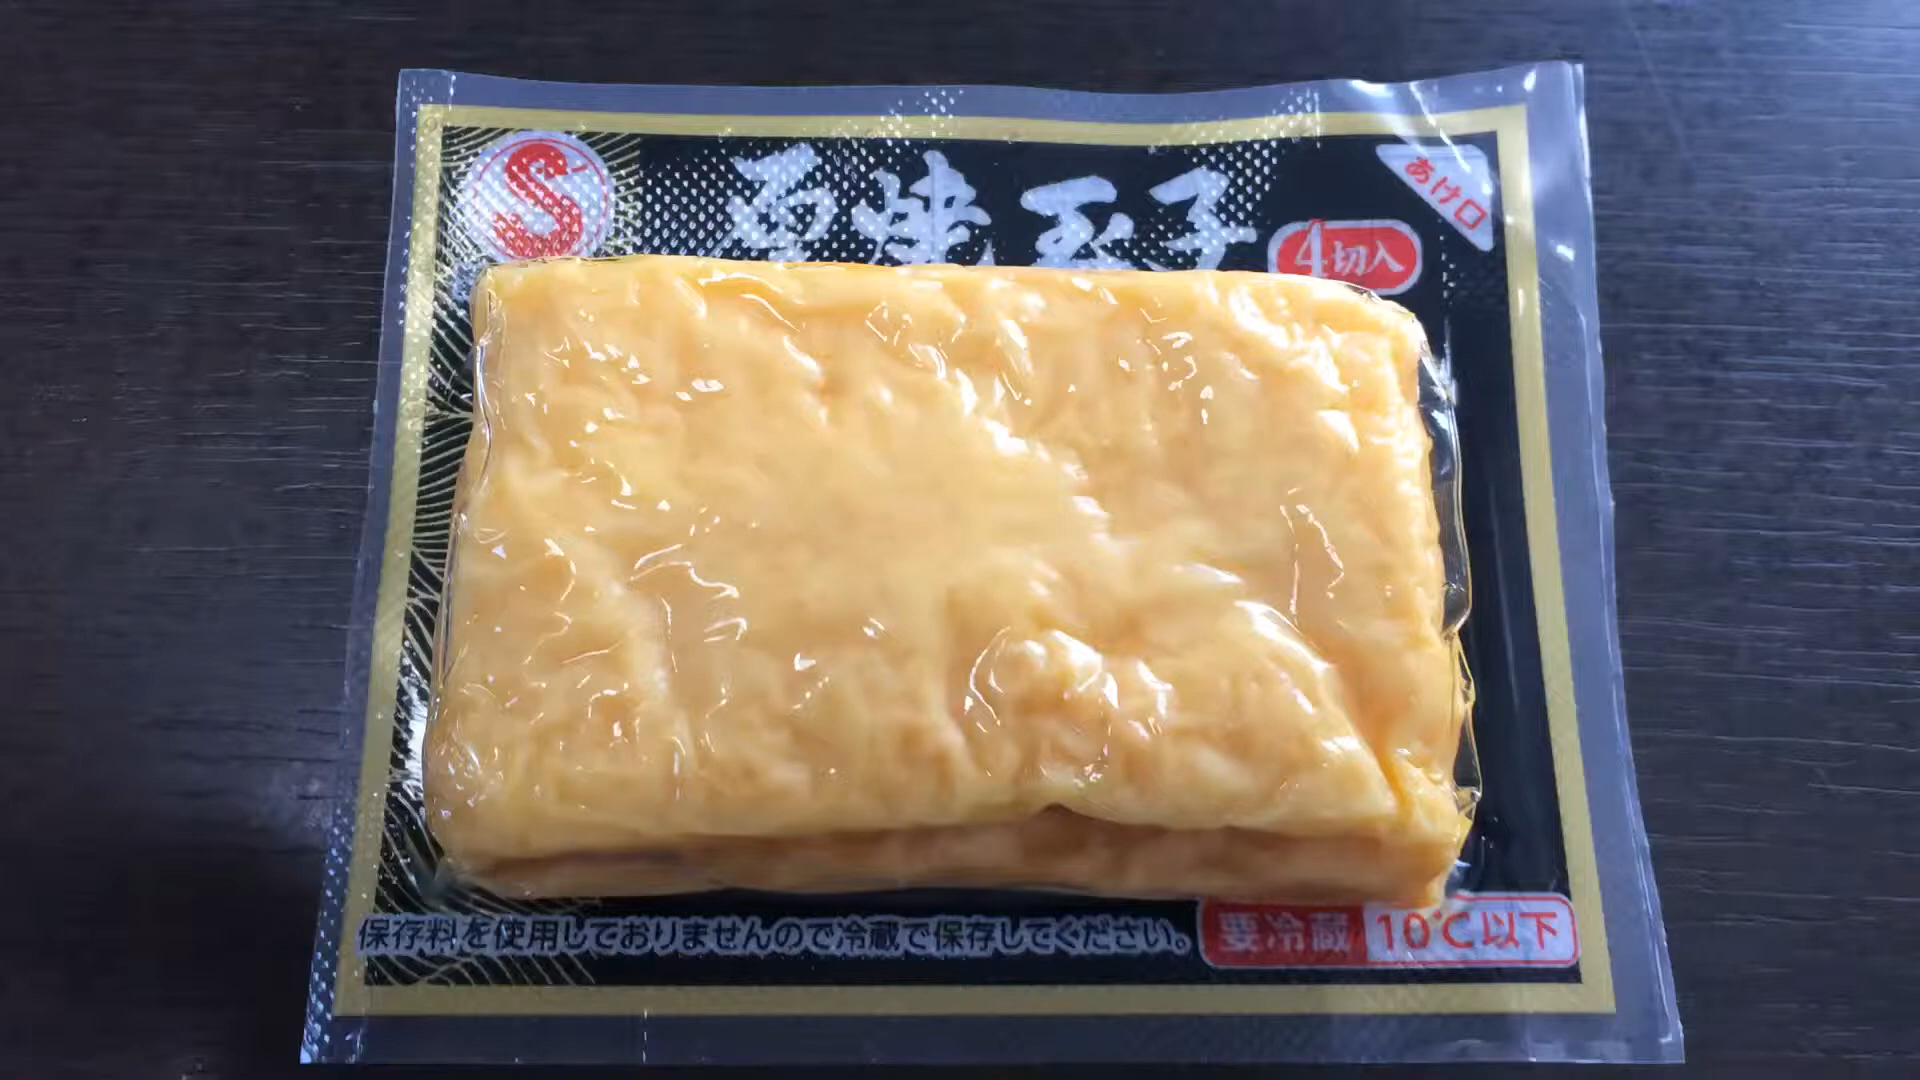 S
厚焼玉子
あけ口
4切入
保存料を使用しておりませんので冷蔵で保存してください。
要冷蔵 10℃以下